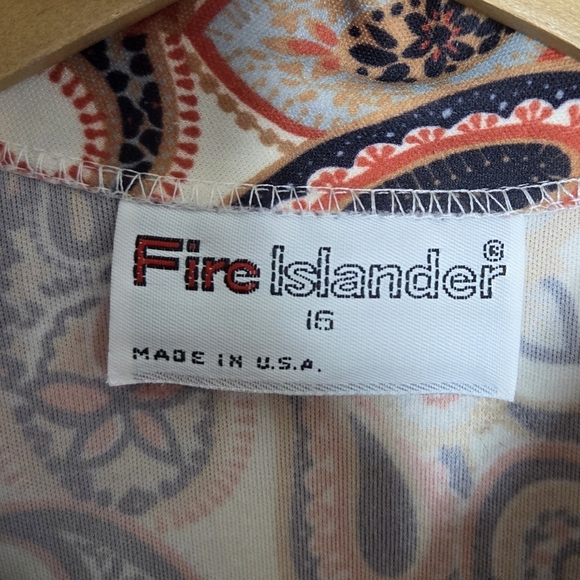 Fire Islander®
16
MADE IN U.S.A.